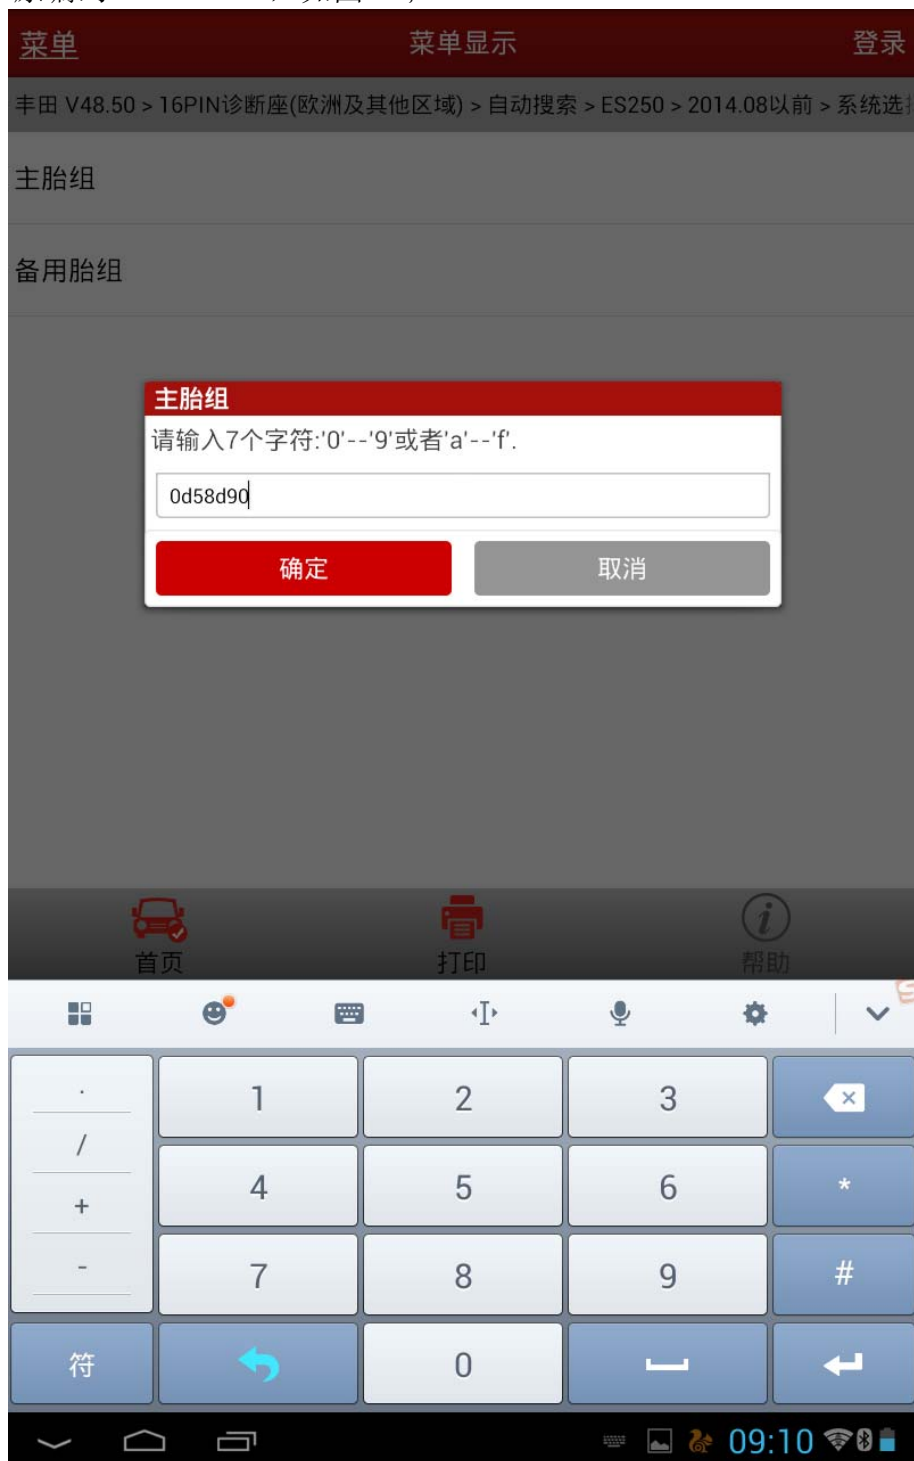 菜单 菜单显示 登录
丰田 V48.50 > 16PIN诊断座(欧洲及其他区域) > 自动搜索 > ES250 > 2014.08以前 > 系统选
主胎组
备用胎组
主胎组
请输入7个字符:'0'--'9'或者'a'--'f'.
0d58d90
确定 取消
首页 打印 帮助
. 1 2 3
/
4 5 6 *
+
- 7 8 9 #
符 0
09:10